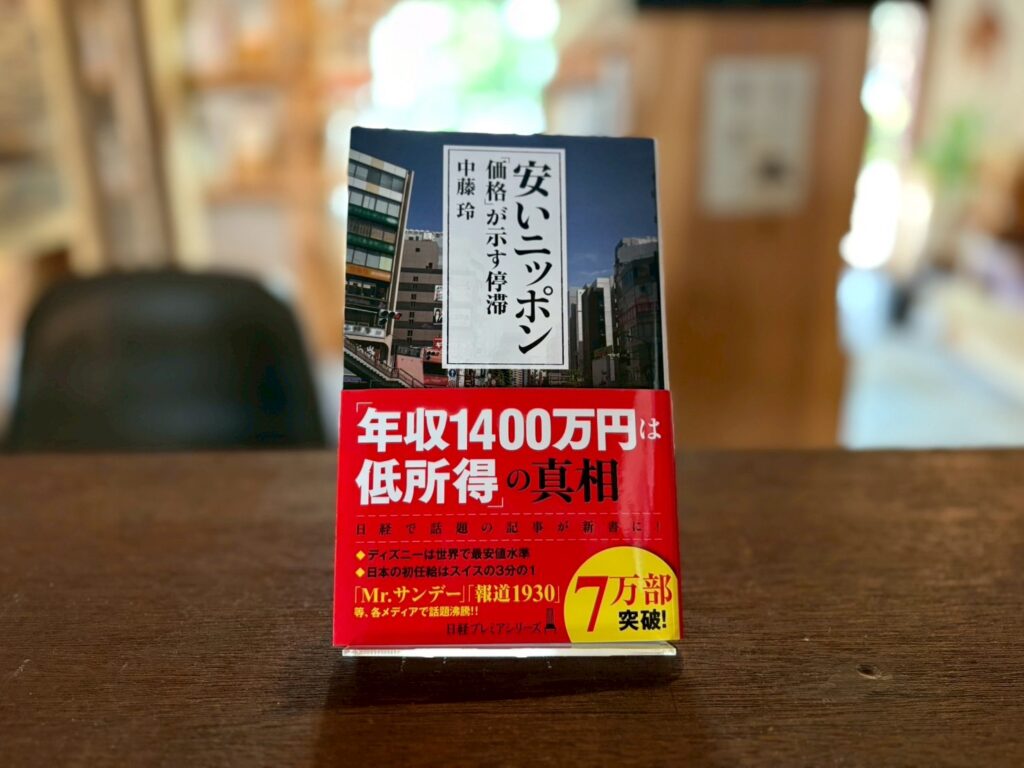 安いニッポン
「価格」が示す停滞
中藤 玲
「年収1400万円は
低所得」の真相
日経で話題の記事が新書に!
◆ディズニーは世界で最安値水準
◆日本の初任給はスイスの3分の1
「Mr.サンデー」「報道1930」
等、各メディアで話題沸騰!!
日経プレミアシリーズ
7万部
突破!